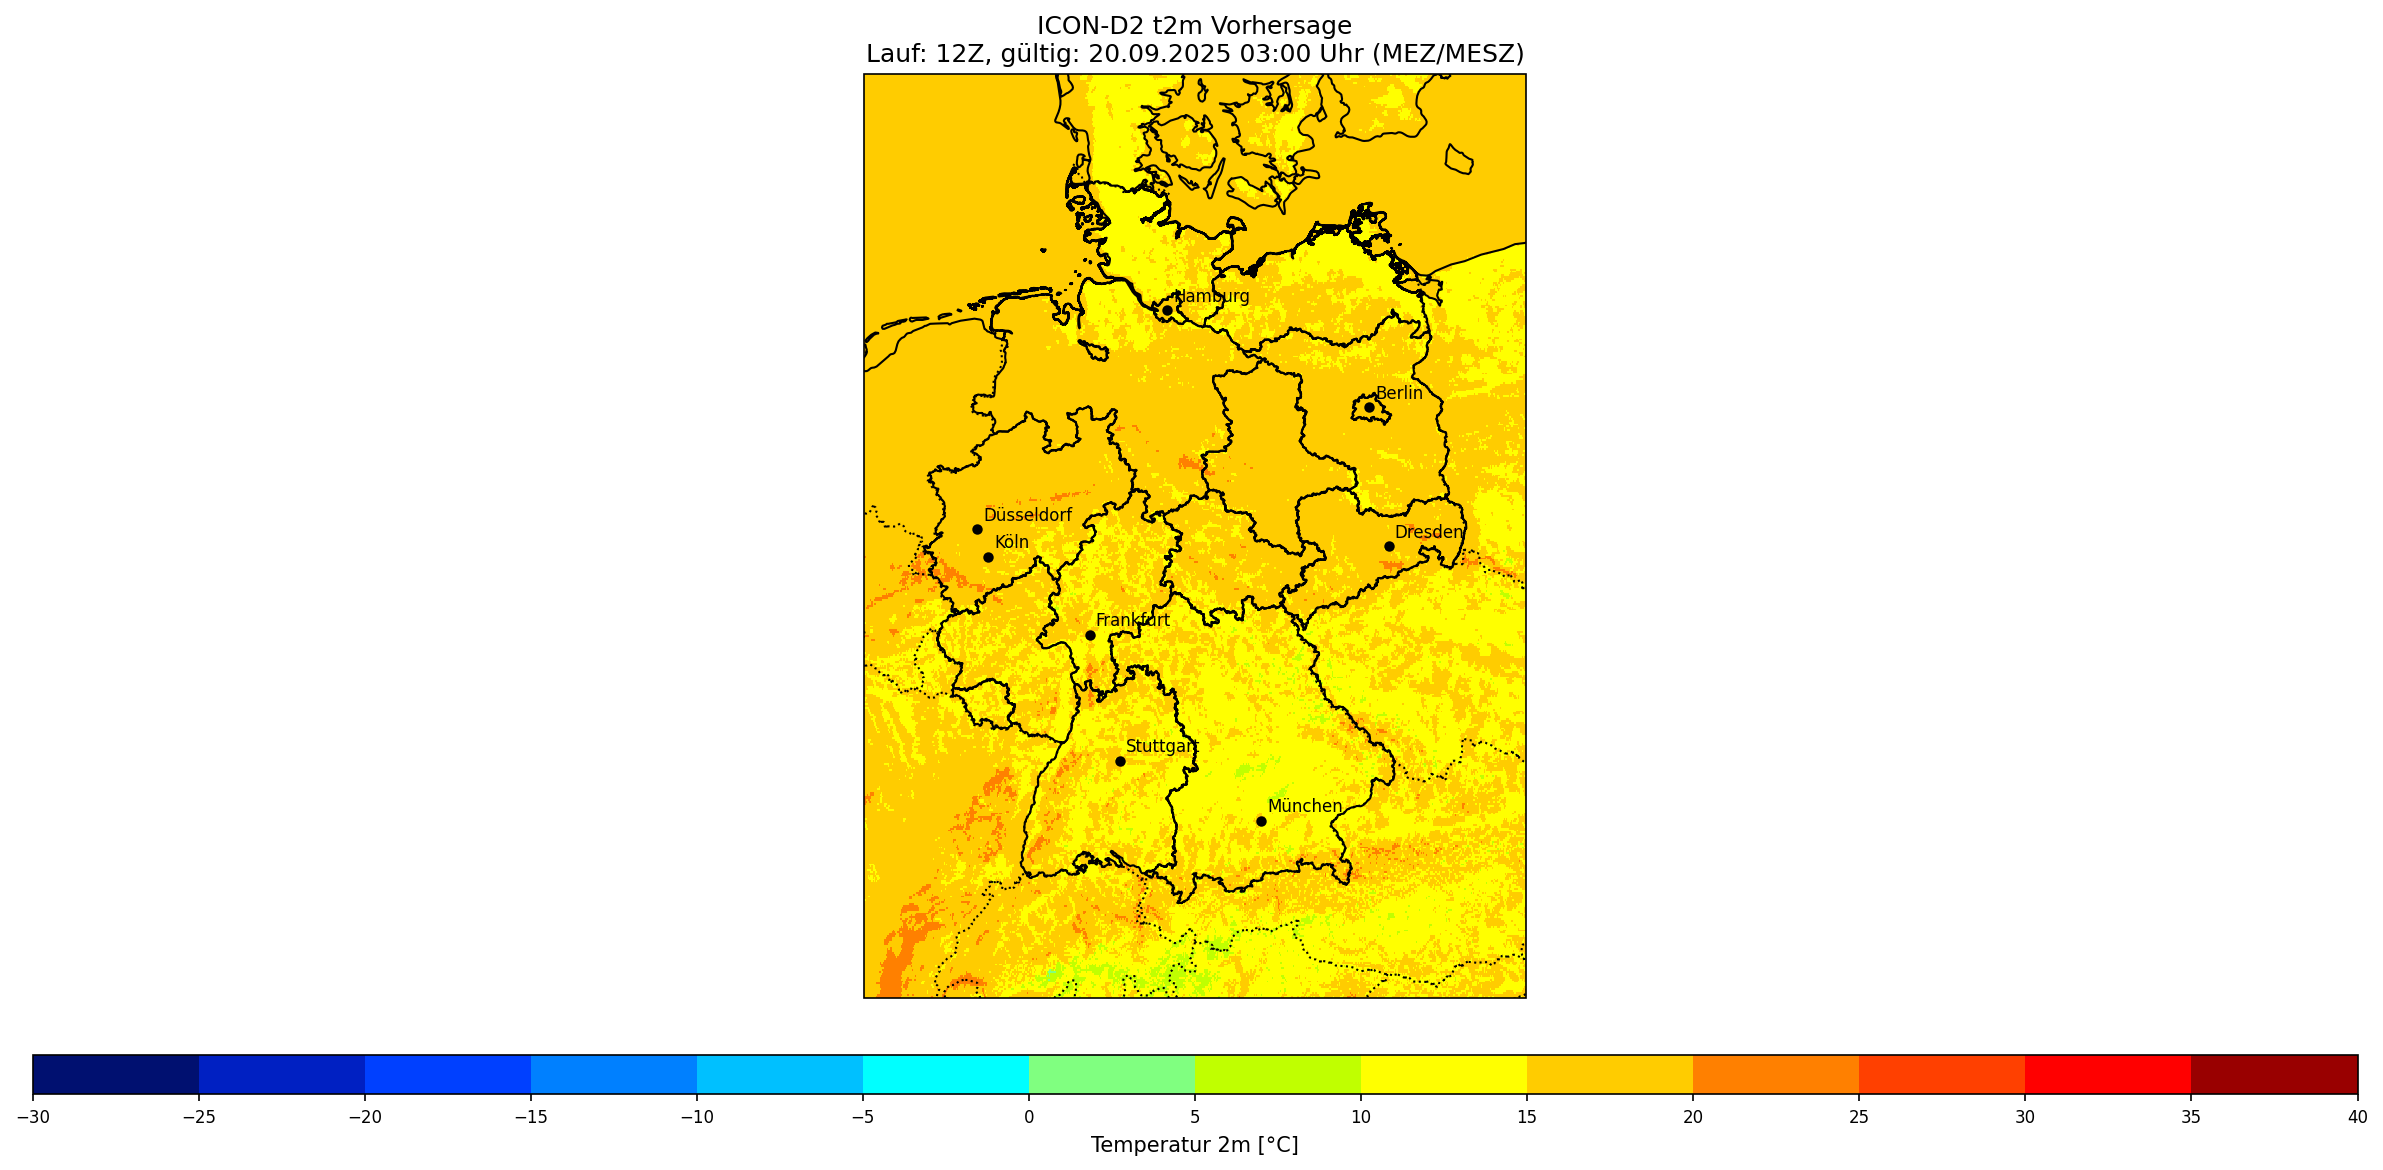 ICON-D2 t2m Vorhersage
Lauf: 12Z, gültig: 20.09.2025 03:00 Uhr (MEZ/MESZ)
Hamburg
Berlin
Düsseldorf
Köln
Dresden
Frankfurt
Stuttgart
München
−30 −25 −20 −15 −10 −5 0 5 10 15 20 25 30 35 40
Temperatur 2m [°C]